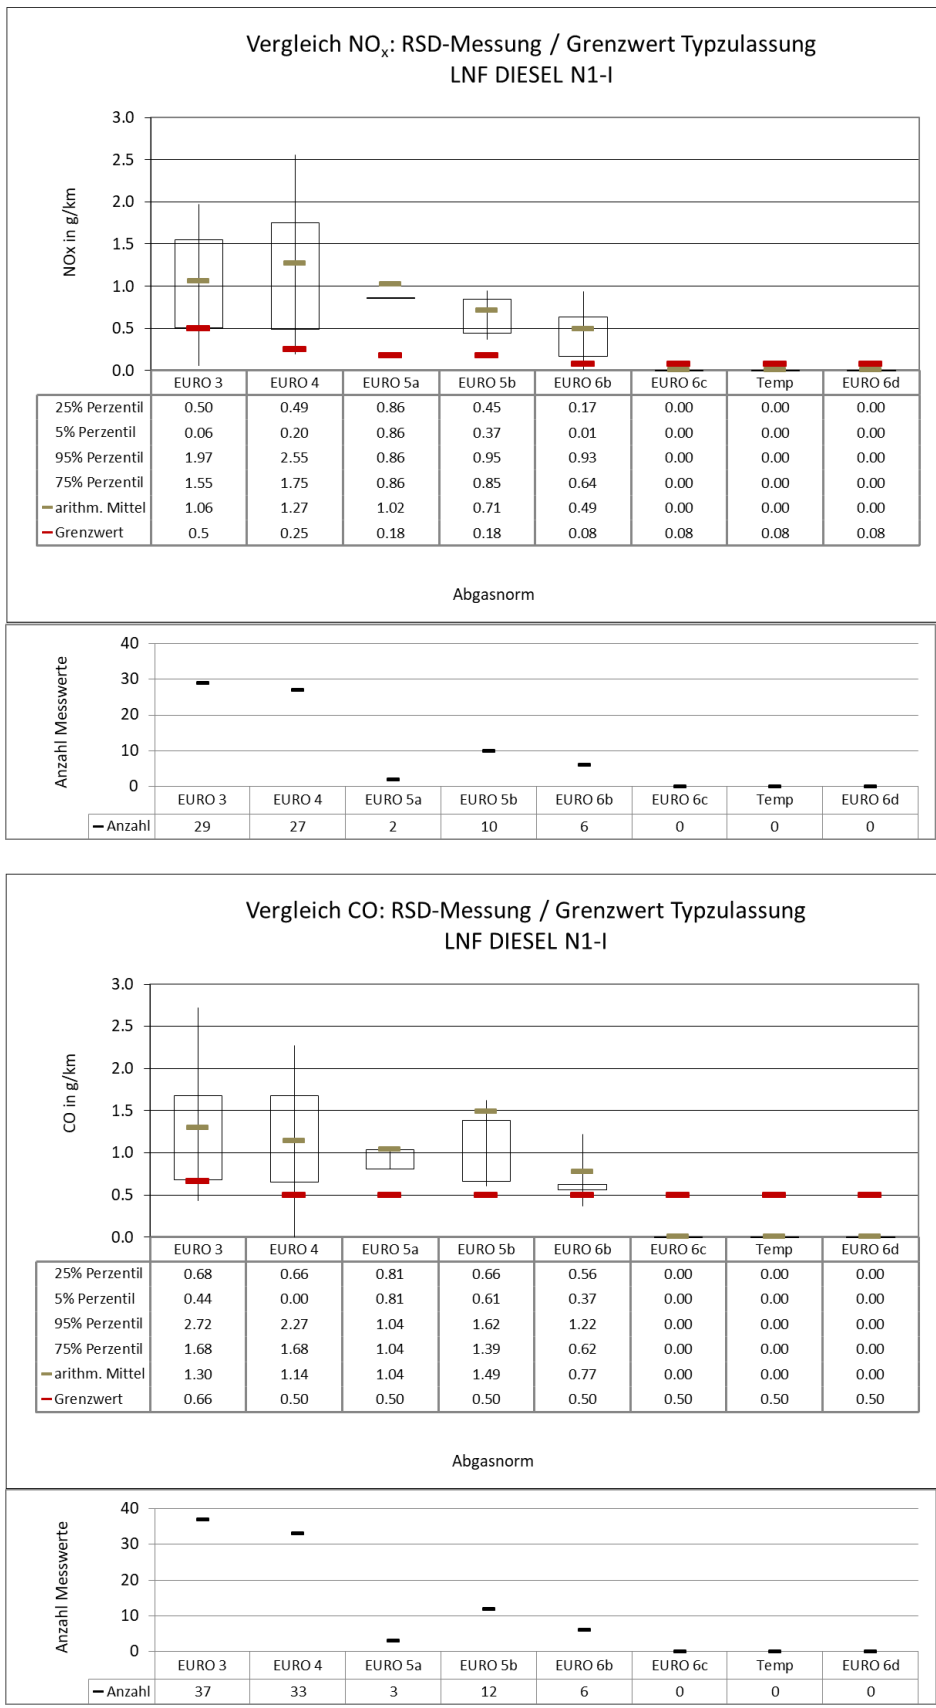 Vergleich NOx: RSD-Messung / Grenzwert Typzulassung
LNF DIESEL N1-I
NOx in g/km
3.0
2.5
2.0
1.5
1.0
0.5
0.0
EURO 3 EURO 4 EURO 5a EURO 5b EURO 6b EURO 6c Temp EURO 6d
25% Perzentil 0.50 0.49 0.86 0.45 0.17 0.00 0.00 0.00
5% Perzentil 0.06 0.20 0.86 0.37 0.01 0.00 0.00 0.00
95% Perzentil 1.97 2.55 0.86 0.95 0.93 0.00 0.00 0.00
75% Perzentil 1.55 1.75 0.86 0.85 0.64 0.00 0.00 0.00
arithm. Mittel 1.06 1.27 1.02 0.71 0.49 0.00 0.00 0.00
Grenzwert 0.5 0.25 0.18 0.18 0.08 0.08 0.08 0.08
Abgasnorm
Anzahl Messwerte
40
30
20
10
0
EURO 3 EURO 4 EURO 5a EURO 5b EURO 6b EURO 6c Temp EURO 6d
Anzahl 29 27 2 10 6 0 0 0
Vergleich CO: RSD-Messung / Grenzwert Typzulassung
LNF DIESEL N1-I
CO in g/km
3.0
2.5
2.0
1.5
1.0
0.5
0.0
EURO 3 EURO 4 EURO 5a EURO 5b EURO 6b EURO 6c Temp EURO 6d
25% Perzentil 0.68 0.66 0.81 0.66 0.56 0.00 0.00 0.00
5% Perzentil 0.44 0.00 0.81 0.61 0.37 0.00 0.00 0.00
95% Perzentil 2.72 2.27 1.04 1.62 1.22 0.00 0.00 0.00
75% Perzentil 1.68 1.68 1.04 1.39 0.62 0.00 0.00 0.00
arithm. Mittel 1.30 1.14 1.04 1.49 0.77 0.00 0.00 0.00
Grenzwert 0.66 0.50 0.50 0.50 0.50 0.50 0.50 0.50
Abgasnorm
Anzahl Messwerte
40
30
20
10
0
EURO 3 EURO 4 EURO 5a EURO 5b EURO 6b EURO 6c Temp EURO 6d
Anzahl 37 33 3 12 6 0 0 0